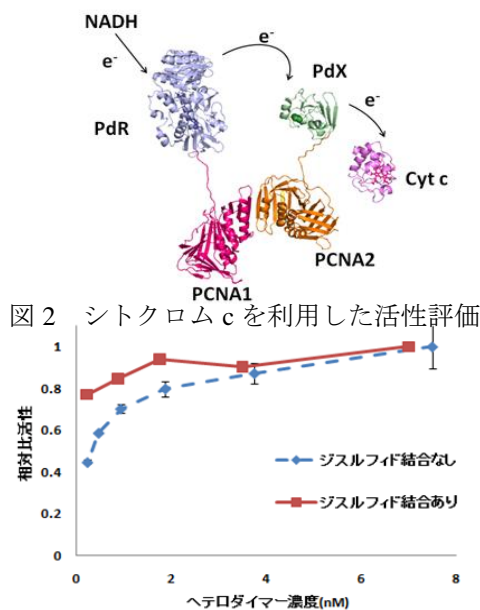 NADH
e⁻
e⁻
PdR
PdX
e⁻
Cyt c
PCNA1
PCNA2
図 2 シトクロム c を利用した活性評価
1
0.8
0.6
0.4
0.2
0
相対比活性
ジスルフィド結合なし
ジスルフィド結合あり
0
2
4
6
8
ヘテロダイマー濃度(nM)